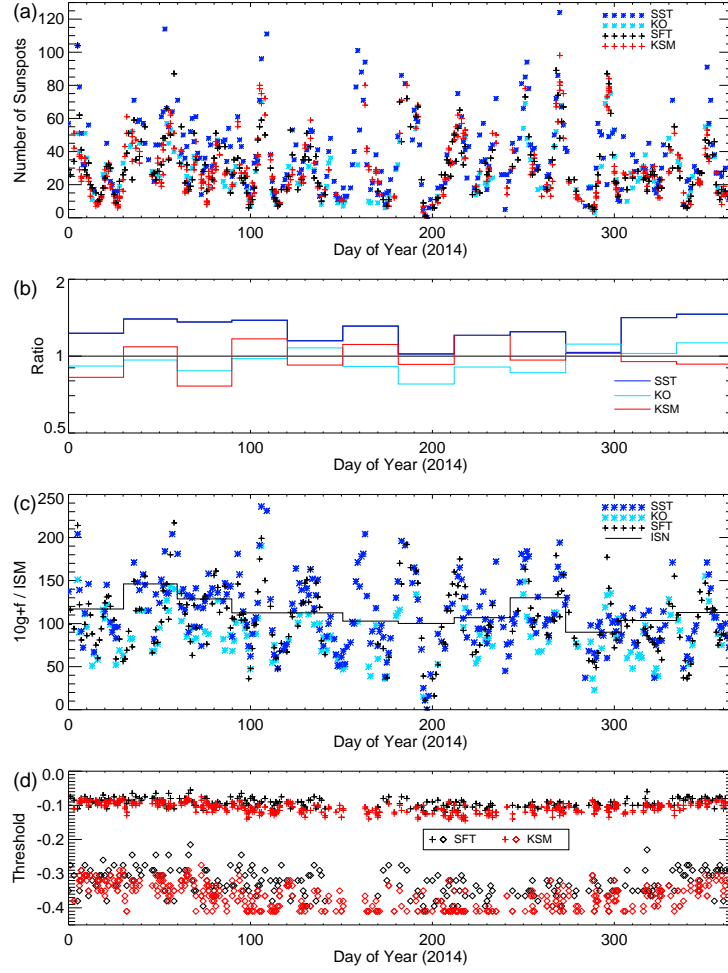 (a)
SST
KO
SFT
KSM
Number of Sunspots
120
100
80
60
40
20
0
0 100 200 300
Day of Year (2014)
(b)
2
1
0.5
Ratio
SST
KO
KSM
0 100 200 300
Day of Year (2014)
(c)
SST
KO
SFT
ISN
10g+f / ISM
250
200
150
100
50
0
0 100 200 300
Day of Year (2014)
(d)
0.0
-0.1
-0.2
-0.3
-0.4
Threshold
SFT KSM
0 100 200 300
Day of Year (2014)